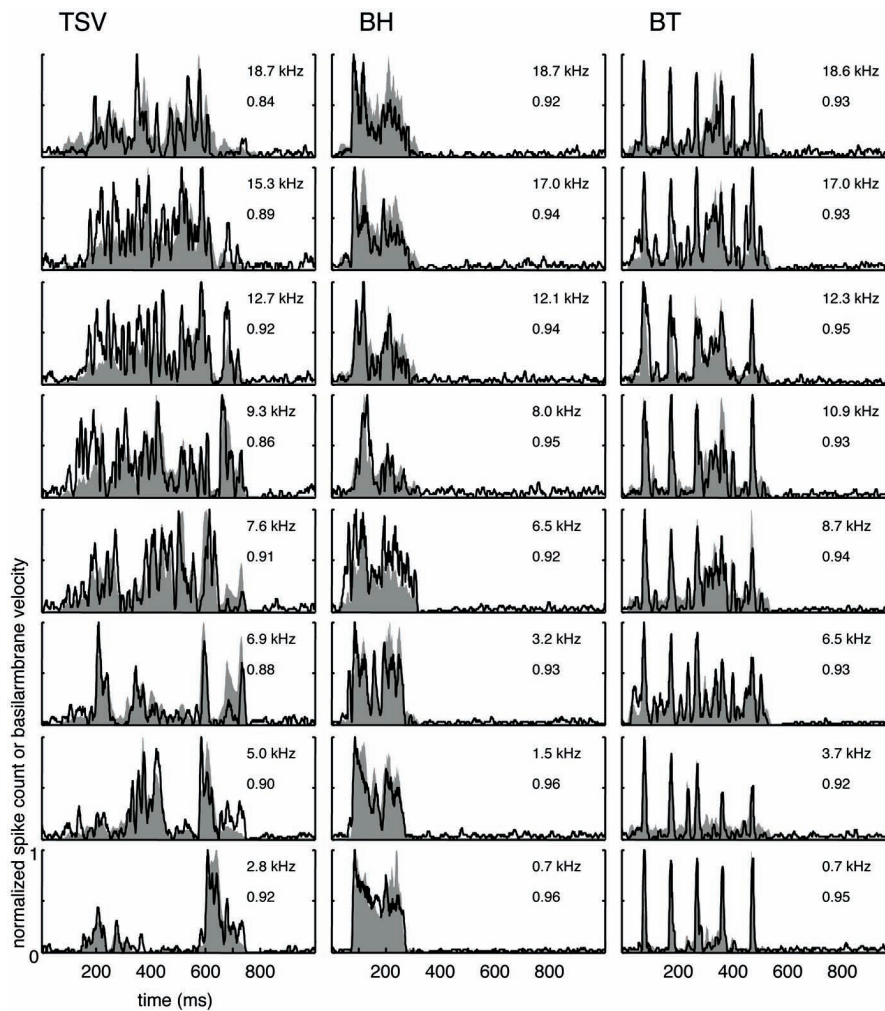 TSV BH BT
18.7 kHz 18.7 kHz 18.6 kHz
0.84 0.92 0.93
15.3 kHz 17.0 kHz 17.0 kHz
0.89 0.94 0.93
12.7 kHz 12.1 kHz 12.3 kHz
0.92 0.94 0.95
9.3 kHz 8.0 kHz 10.9 kHz
0.86 0.95 0.93
7.6 kHz 6.5 kHz 8.7 kHz
0.91 0.92 0.94
6.9 kHz 3.2 kHz 6.5 kHz
0.88 0.93 0.93
5.0 kHz 1.5 kHz 3.7 kHz
0.90 0.96 0.92
2.8 kHz 0.7 kHz 0.7 kHz
0.92 0.96 0.95
normalized spike count or basilarmbrane velocity
1
0
200 400 600 800 200 400 600 800 200 400 600 800
time (ms)